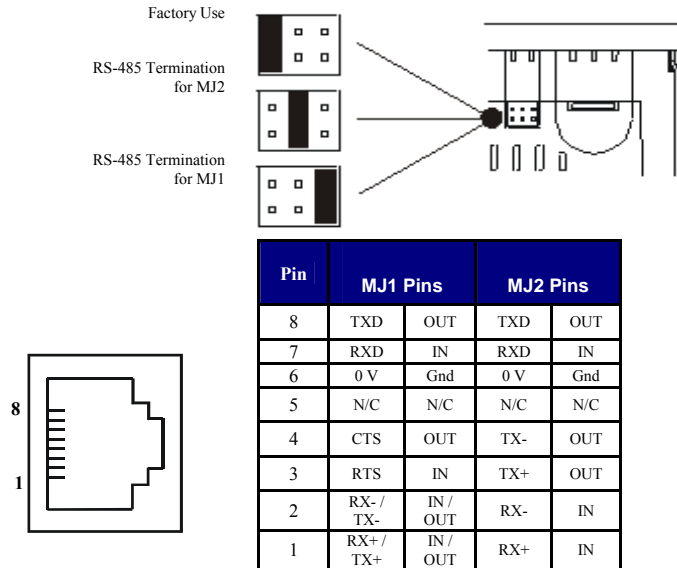 Factory Use
RS-485 Termination
for MJ2
RS-485 Termination
for MJ1
Pin MJ1 Pins MJ2 Pins
8 TXD OUT TXD OUT
7 RXD IN RXD IN
6 0 V Gnd 0 V Gnd
5 N/C N/C N/C N/C
4 CTS OUT TX- OUT
3 RTS IN TX+ OUT
2 RX- / TX- IN / OUT RX- IN
1 RX+ / TX+ IN / OUT RX+ IN
8
1